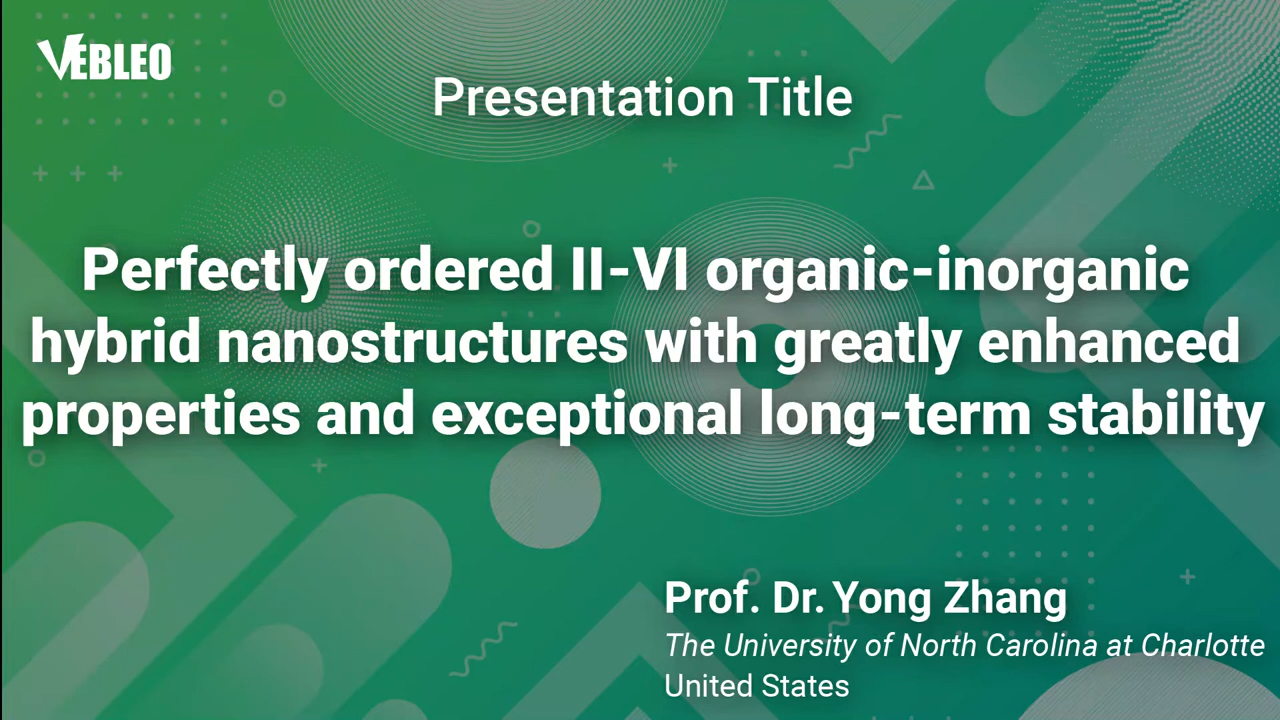 VEBLEO
Presentation Title
Perfectly ordered II-VI organic-inorganic
hybrid nanostructures with greatly enhanced
properties and exceptional long-term stability
Prof. Dr. Yong Zhang
The University of North Carolina at Charlotte
United States